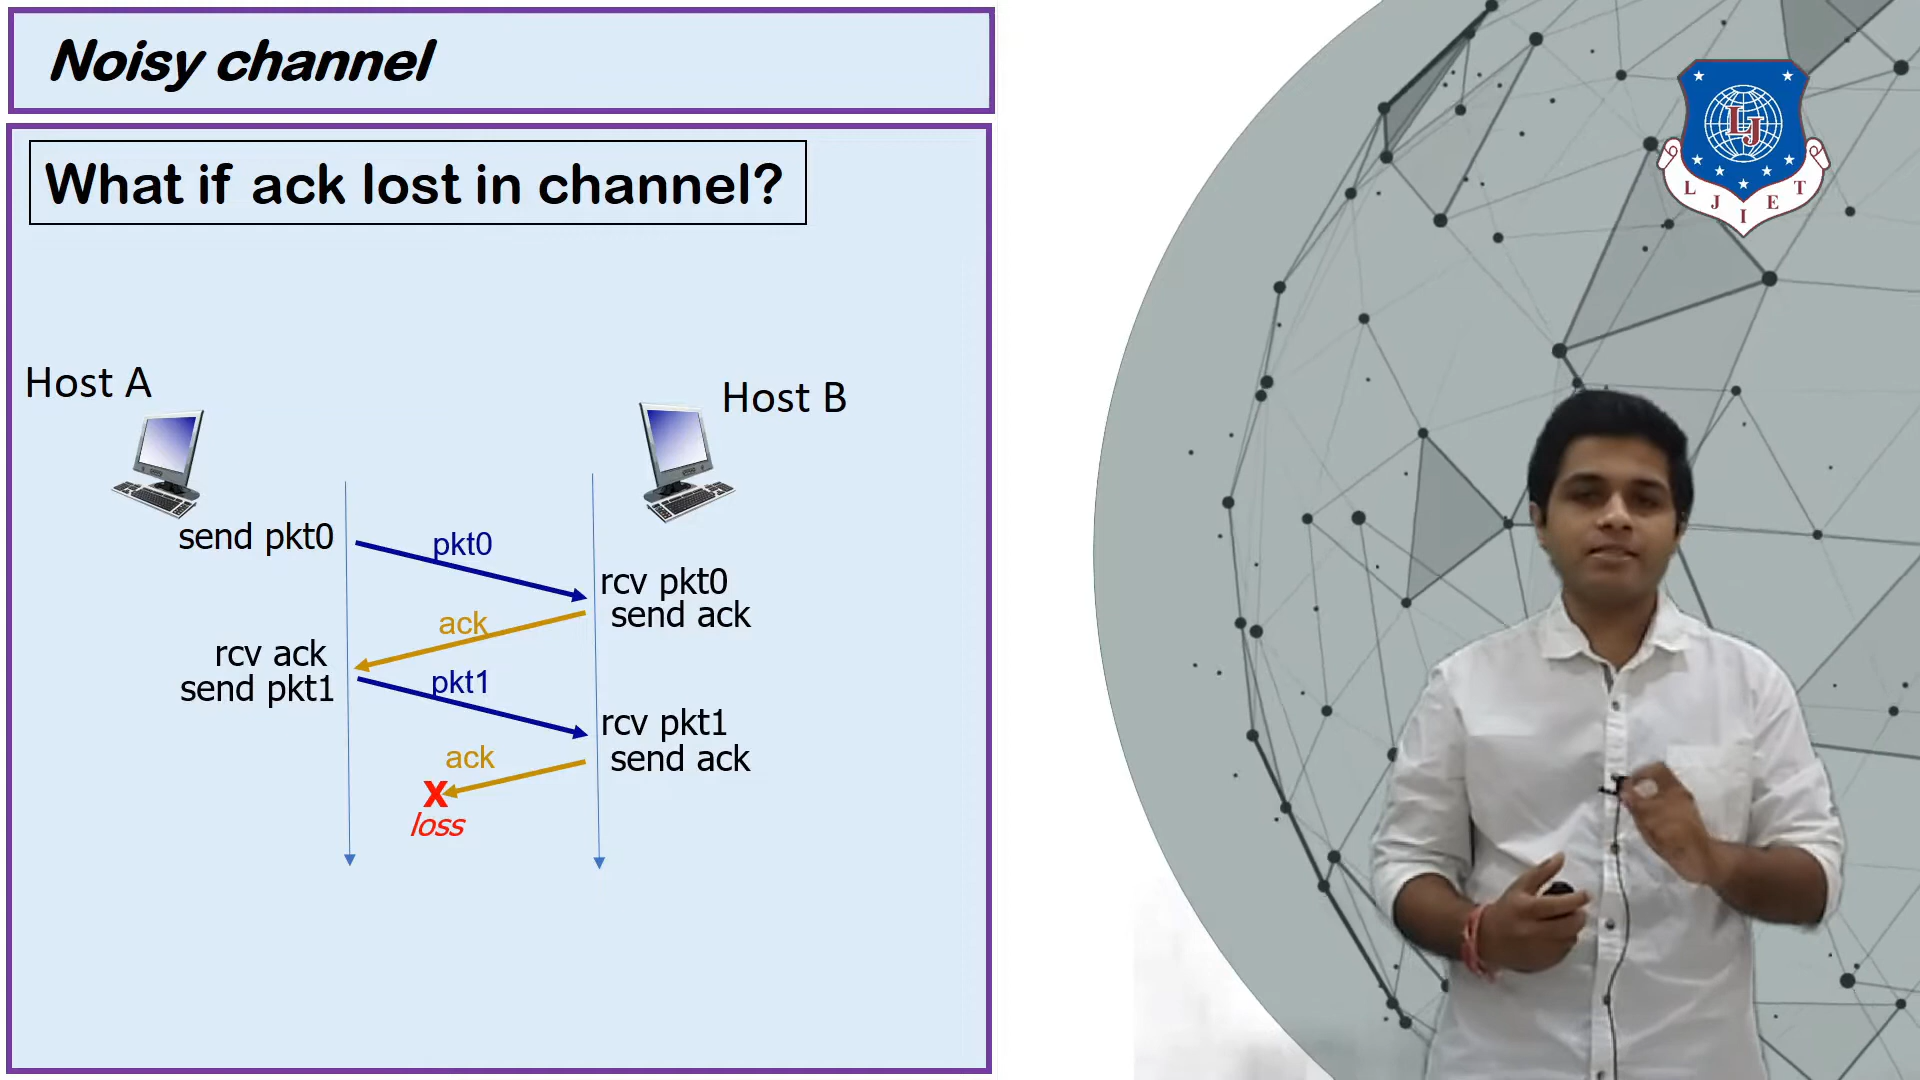 Noisy channel
What if ack lost in channel?
Host A
Host B
send pkt0
pkt0
rcv pkt0
send ack
ack
rcv ack
send pkt1
pkt1
rcv pkt1
send ack
ack
X
loss
LJ
L J I E T